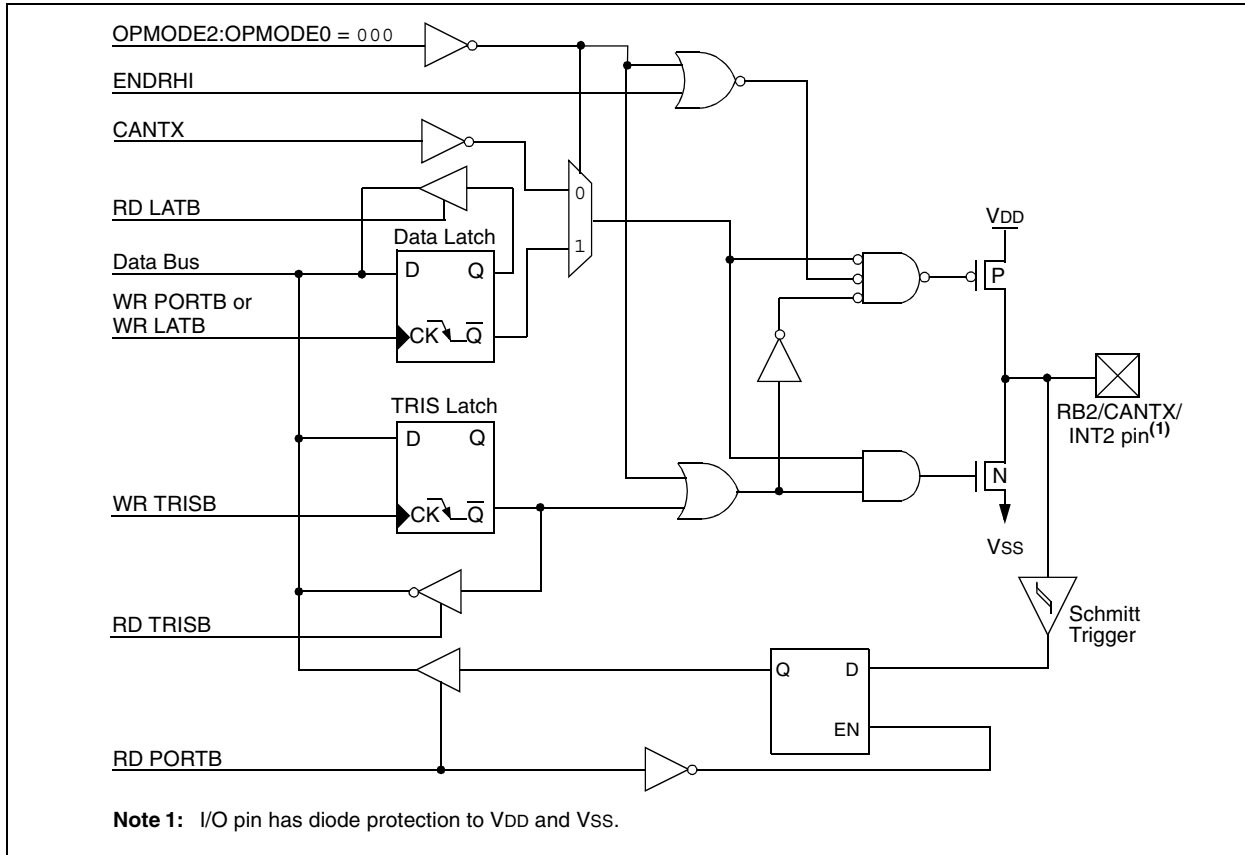 OPMODE2:OPMODE0 = 000
ENDRHI
CANTX
RD LATB
Data Bus
WR PORTB or
WR LATB
Data Latch
D Q
CK Q
0
1
TRIS Latch
D Q
CK Q
WR TRISB
RD TRISB
RD PORTB
VDD
P
N
VSS
RB2/CANTX/
INT2 pin(1)
Schmitt
Trigger
Q D
EN
Note 1: I/O pin has diode protection to VDD and VSS.